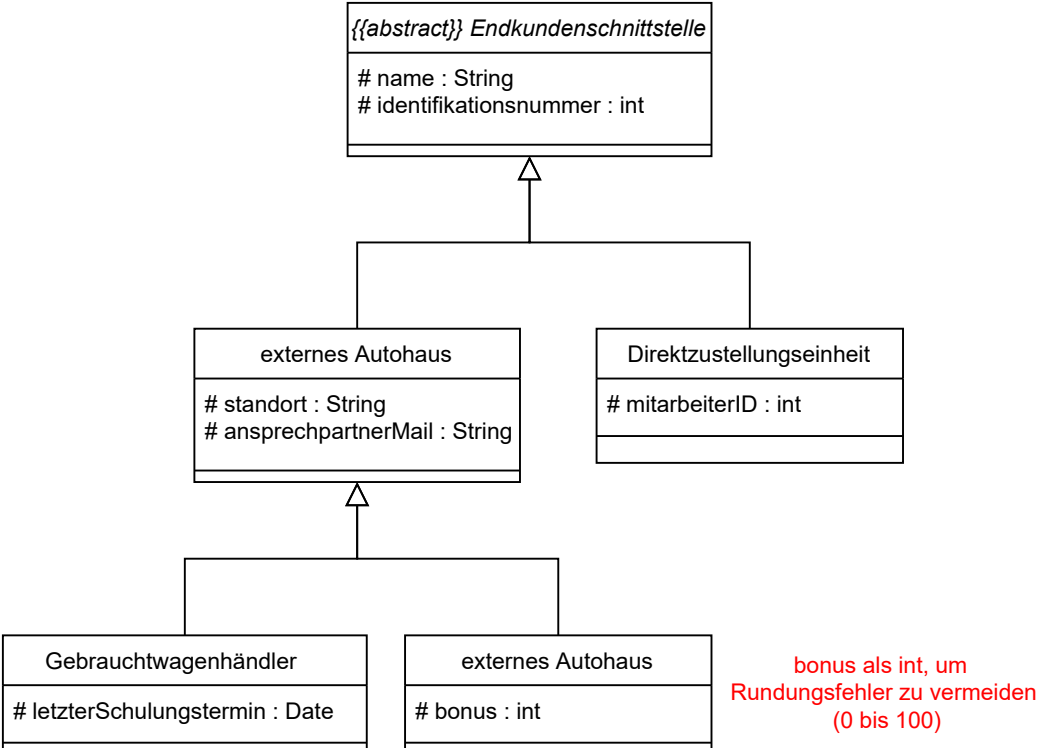 {{abstract}} Endkundenschnittstelle
# name : String
# identifikationsnummer : int
externes Autohaus
# standort : String
# ansprechpartnerMail : String
Direktzustellungseinheit
# mitarbeiterID : int
Gebrauchtwagenhändler
# letzterSchulungstermin : Date
externes Autohaus
# bonus : int
bonus als int, um
Rundungsfehler zu vermeiden
(0 bis 100)